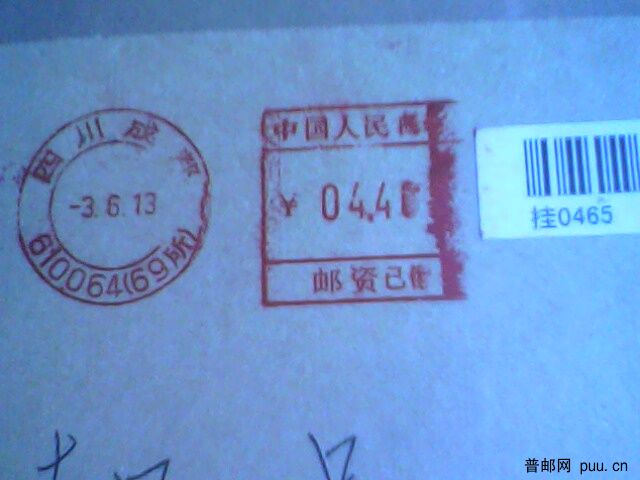 四川成都
-3.6.13
610064(69所)
中国人民邮
¥ 04.4
邮资已
挂0465
普邮网 puu.cn